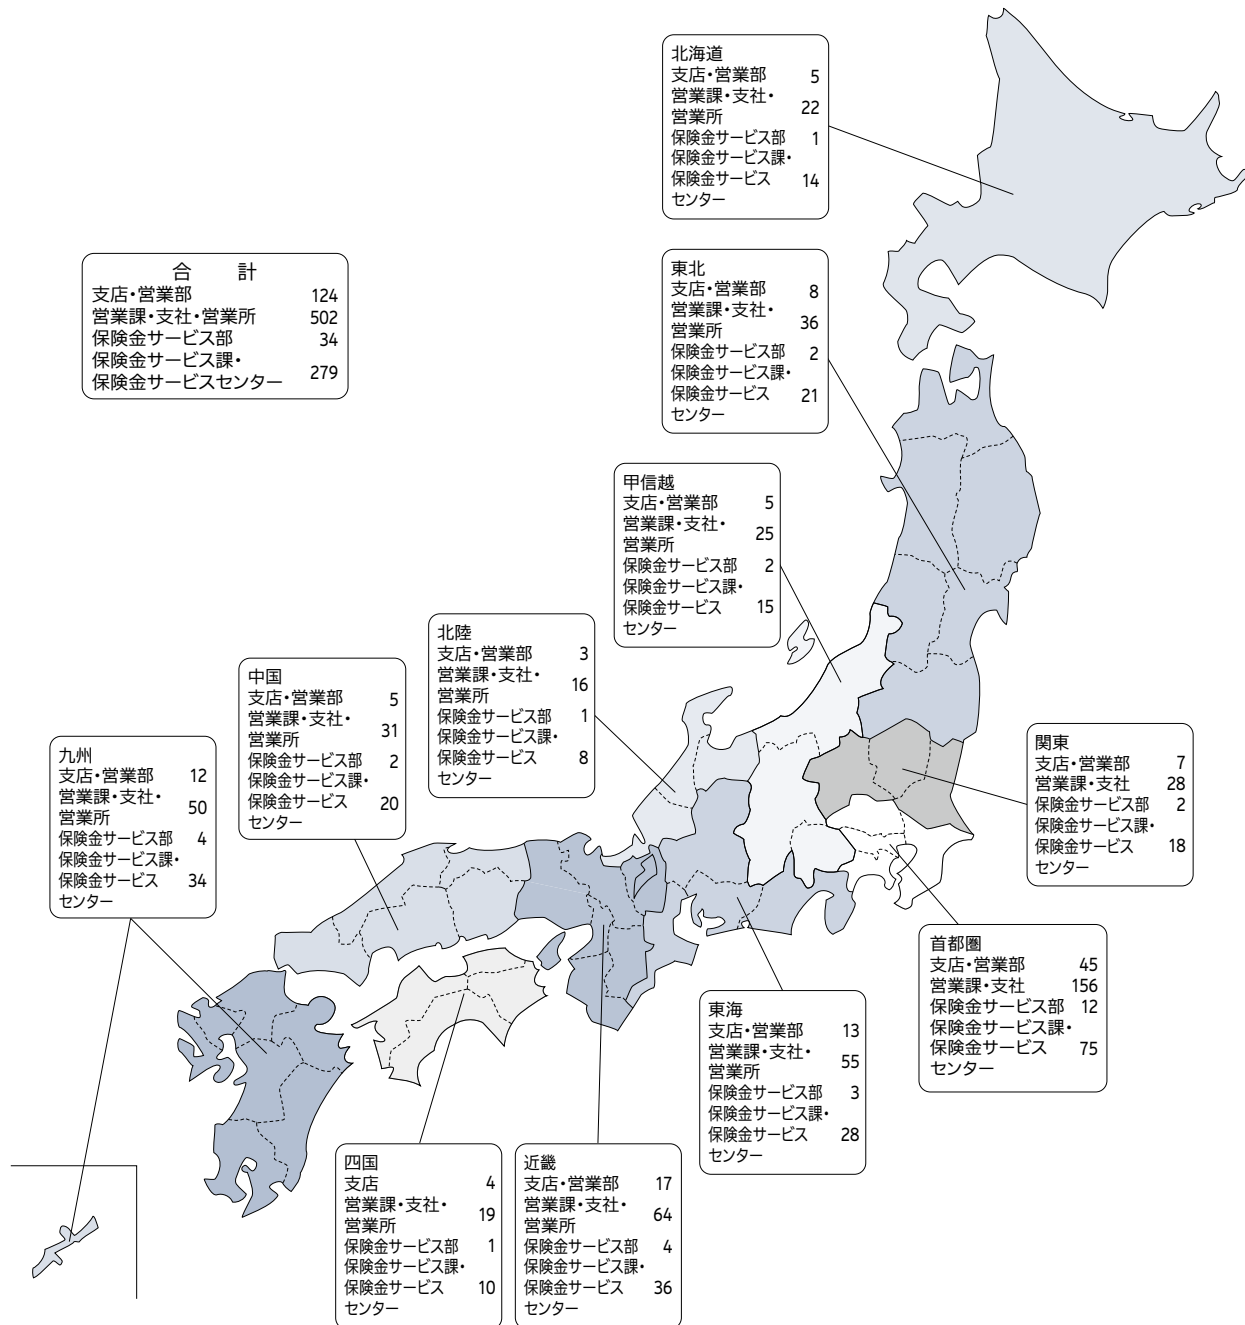 北海道
支店・営業部 5
営業課・支社・
営業所 22
保険金サービス部 1
保険金サービス課・
保険金サービス 14
センター
合計
支店・営業部 124
営業課・支社・営業所 502
保険金サービス部 34
保険金サービス課・
保険金サービスセンター 279
東北
支店・営業部 8
営業課・支社・
営業所 36
保険金サービス部 2
保険金サービス課・
保険金サービス 21
センター
甲信越
支店・営業部 5
営業課・支社・
営業所 25
保険金サービス部 2
保険金サービス課・
保険金サービス 15
センター
北陸
支店・営業部 3
営業課・支社・
営業所 16
保険金サービス部 1
保険金サービス課・
保険金サービス 8
センター
中国
支店・営業部 5
営業課・支社・
営業所 31
保険金サービス部 2
保険金サービス課・
保険金サービス 20
センター
九州
支店・営業部 12
営業課・支社・
営業所 50
保険金サービス部 4
保険金サービス課・
保険金サービス 34
センター
関東
支店・営業部 7
営業課・支社 28
保険金サービス部 2
保険金サービス課・
保険金サービス 18
センター
首都圏
支店・営業部 45
営業課・支社 156
保険金サービス部 12
保険金サービス課・
保険金サービス 75
センター
東海
支店・営業部 13
営業課・支社・
営業所 55
保険金サービス部 3
保険金サービス課・
保険金サービス 28
センター
四国
支店 4
営業課・支社・
営業所 19
保険金サービス部 1
保険金サービス課・
保険金サービス 10
センター
近畿
支店・営業部 17
営業課・支社・
営業所 64
保険金サービス部 4
保険金サービス課・
保険金サービス 36
センター